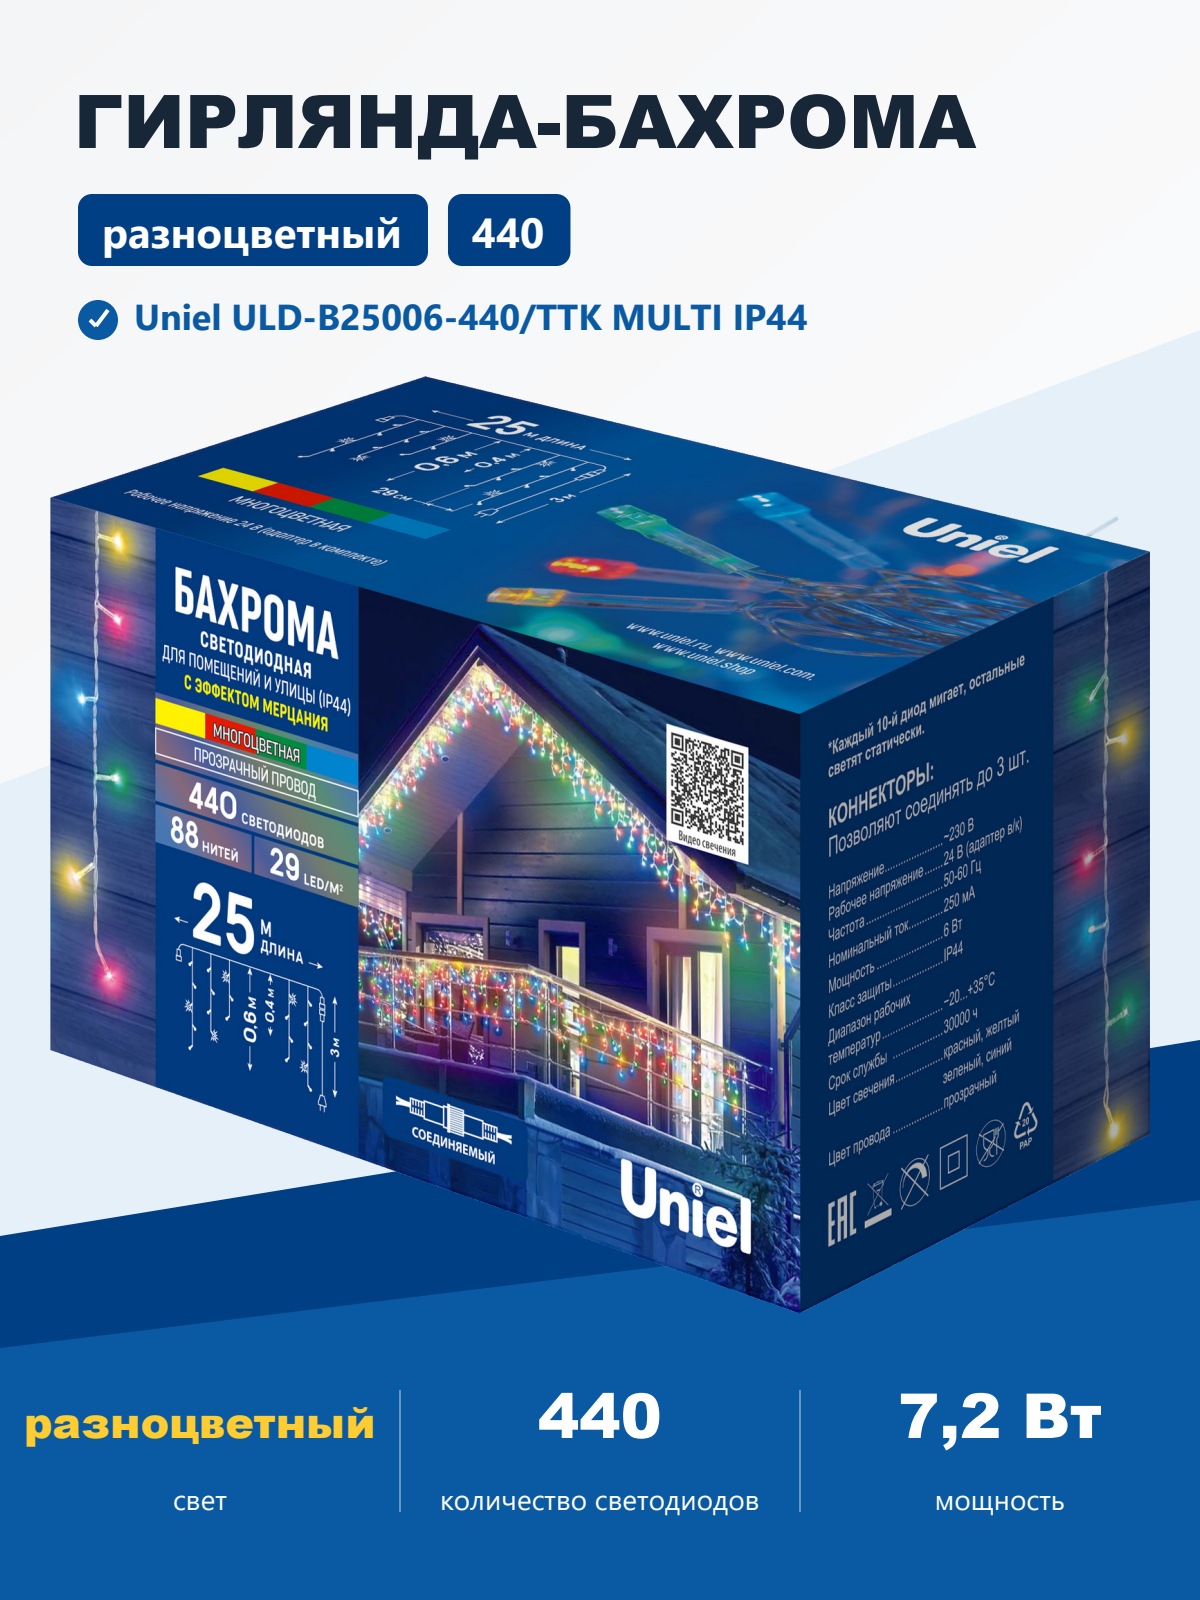 ГИРЛЯНДА-БАХРОМА
разноцветный
440
Uniel ULD-B25006-440/TTK MULTI IP44
25 М ДЛИНА
0,6 м
0,4 м
29 см
3 м
МНОГОЦВЕТНАЯ
Рабочее напряжение 24 В (адаптер в комплекте)
Uniel®
www.uniel.ru, www.uniel.com,
www.uniel.shop
БАХРОМА
СВЕТОДИОДНАЯ
ДЛЯ ПОМЕЩЕНИЙ И УЛИЦЫ (IP44)
С ЭФФЕКТОМ МЕРЦАНИЯ
МНОГОЦВЕТНАЯ
ПРОЗРАЧНЫЙ ПРОВОД
440 СВЕТОДИОДОВ
88 НИТЕЙ
29 LED/М²
25 М ДЛИНА
0,6 м
0,4 м
3 м
Видео свечения
СОЕДИНЯЕМЫЙ
Uniel®
*Каждый 10-й диод мигает, остальные
светят статически.
КОННЕКТОРЫ:
Позволяют соединять до 3 шт.
Напряжение....................~230 В
Рабочее напряжение......24 В (адаптер в/к)
Частота..........................50-60 Гц
Номинальный ток..........250 мА
Мощность......................6 Вт
Класс защиты................IP44
Диапазон рабочих
температур....................–20...+35°С
Срок службы .................30000 ч
Цвет свечения...............красный, желтый
зеленый, синий
Цвет провода ................прозрачный
EAC
20
PAP
разноцветный
свет
440
количество светодиодов
7,2 Вт
мощность